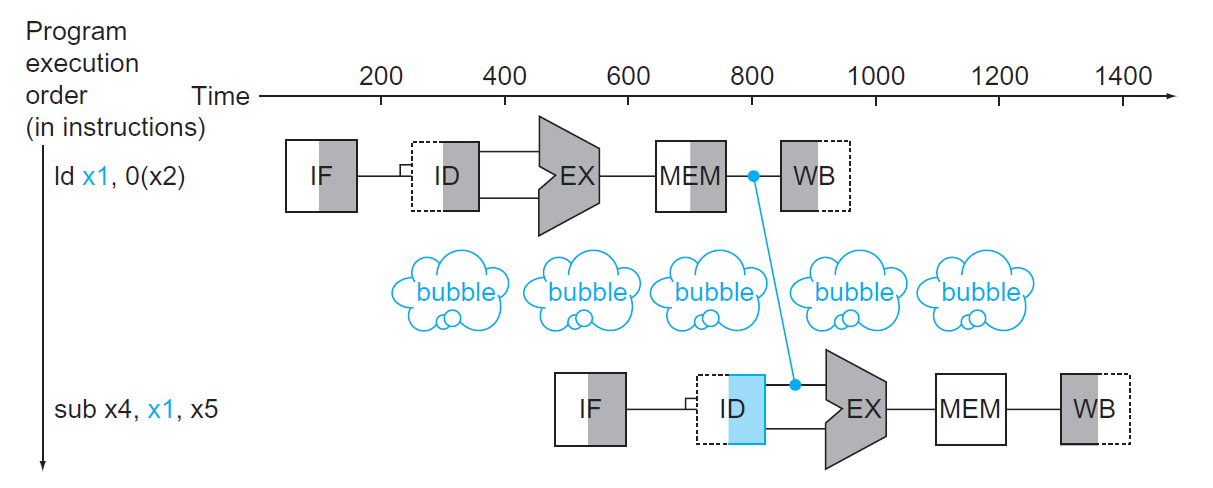 Program
execution
order
(in instructions)
Time
200 400 600 800 1000 1200 1400
ld x1, 0(x2)
IF ID EX MEM WB
bubble bubble bubble bubble bubble
sub x4, x1, x5
IF ID EX MEM WB